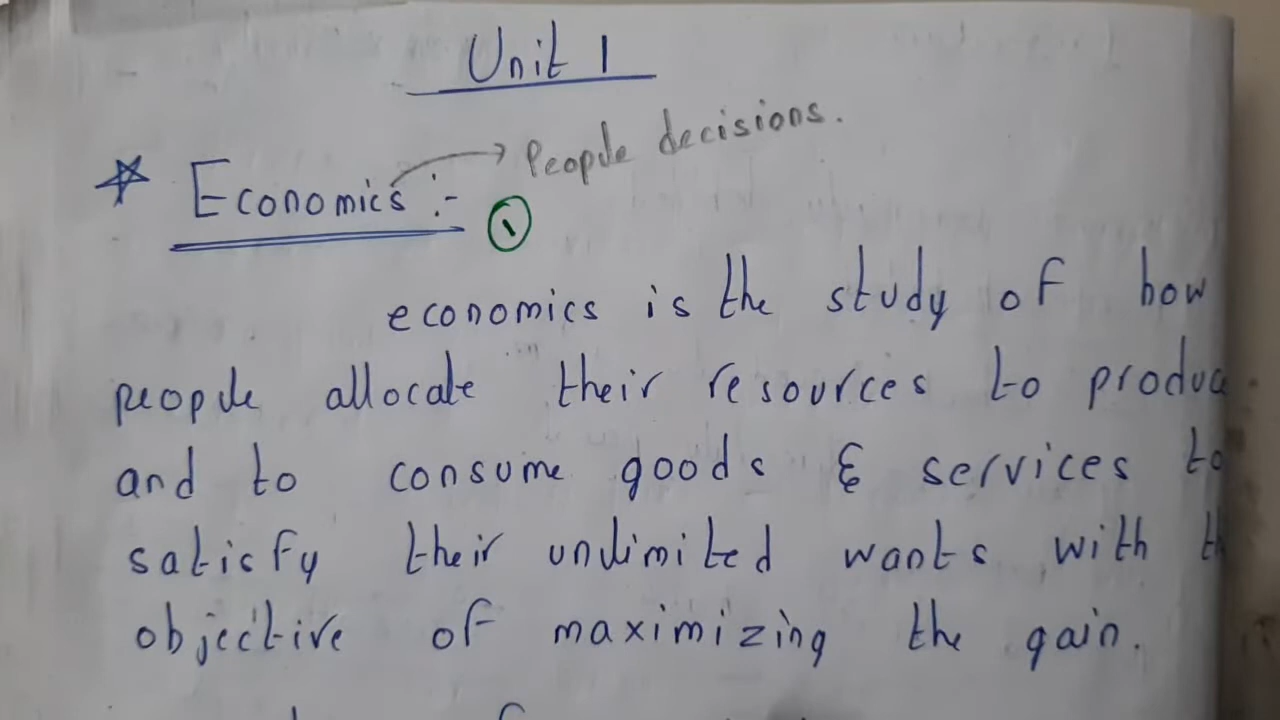 Unit 1
→ People decisions.
☆ Economics :-
①
economics is the study of how
people allocate their resources to produc
and to consume goods & services to
satisfy their unlimited wants with th
objective of maximizing the gain.